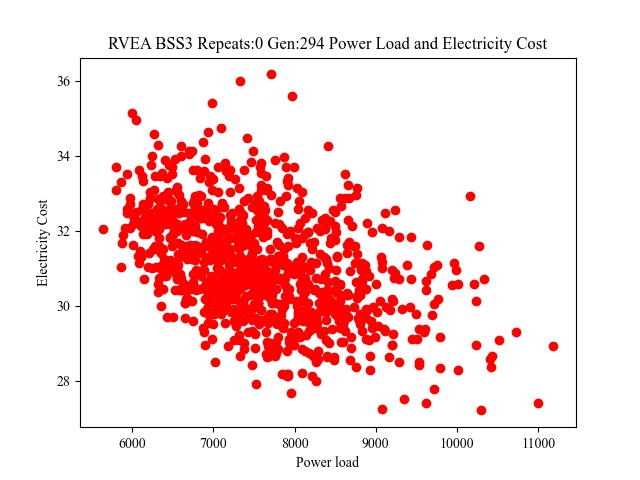 RVEA BSS3 Repeats:0 Gen:294 Power Load and Electricity Cost
36
34
32
30
28
Electricity Cost
6000 7000 8000 9000 10000 11000
Power load